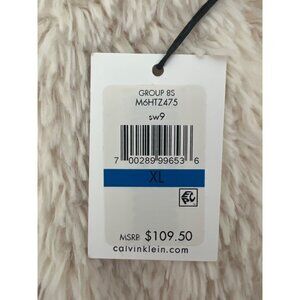 GROUP 8S
M6HTZ475
sw9
7 00289 99653 6
XL
MSRP. $109.50
calvinklein.com